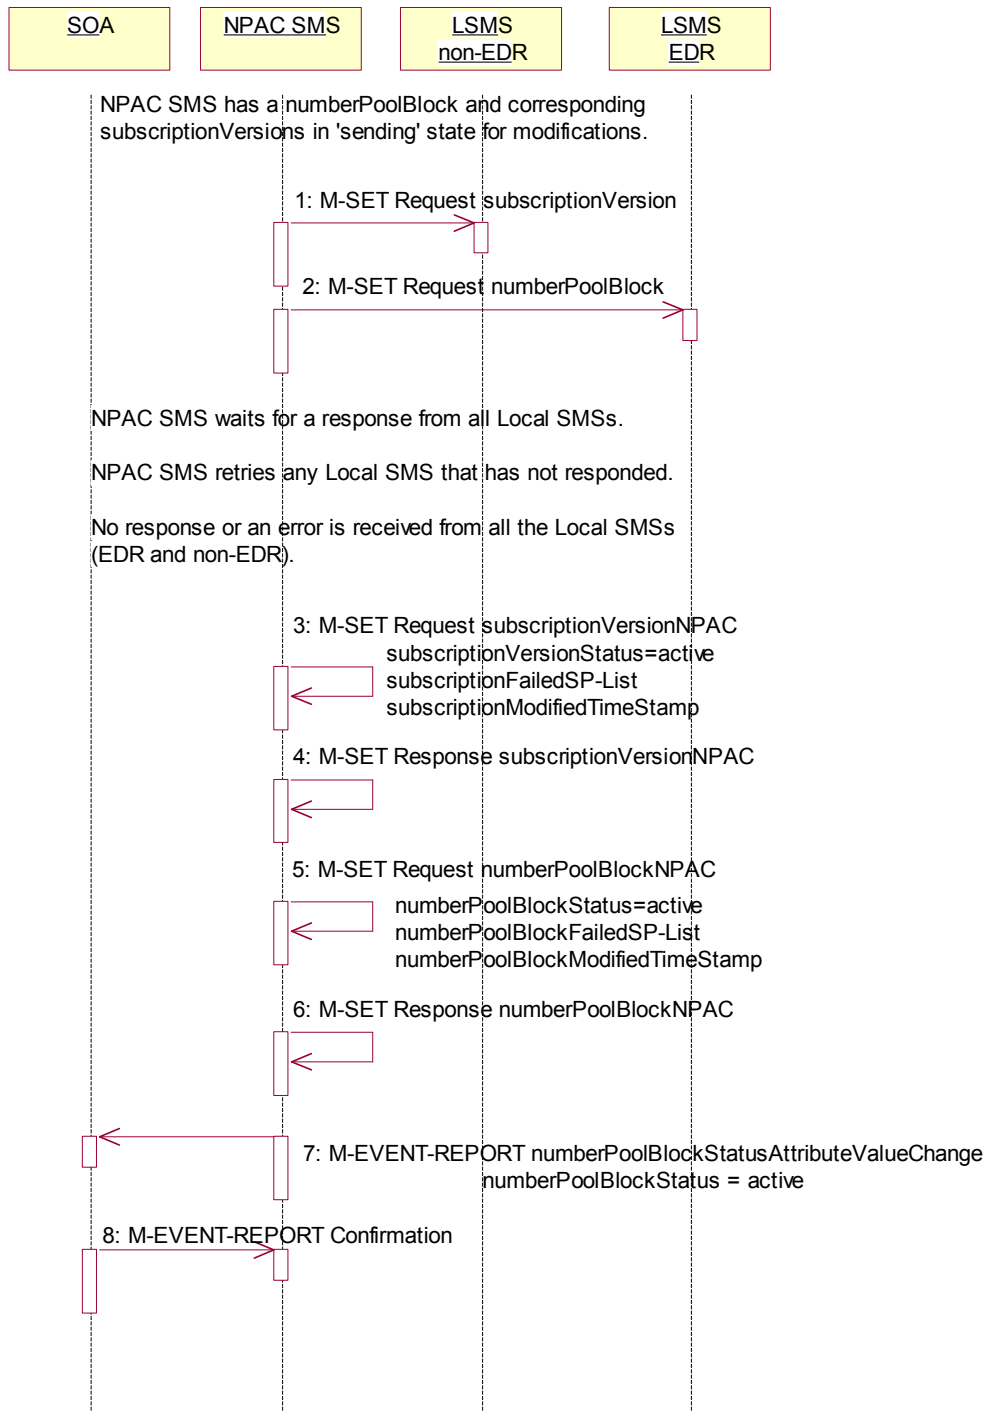 SOA
NPAC SMS
LSMS
non-EDR
LSMS
EDR
NPAC SMS has a numberPoolBlock and corresponding
subscriptionVersions in 'sending' state for modifications.
1: M-SET Request subscriptionVersion
2: M-SET Request numberPoolBlock
NPAC SMS waits for a response from all Local SMSs.
NPAC SMS retries any Local SMS that has not responded.
No response or an error is received from all the Local SMSs
(EDR and non-EDR).
3: M-SET Request subscriptionVersionNPAC
subscriptionVersionStatus=active
subscriptionFailedSP-List
subscriptionModifiedTimeStamp
4: M-SET Response subscriptionVersionNPAC
5: M-SET Request numberPoolBlockNPAC
numberPoolBlockStatus=active
numberPoolBlockFailedSP-List
numberPoolBlockModifiedTimeStamp
6: M-SET Response numberPoolBlockNPAC
7: M-EVENT-REPORT numberPoolBlockStatusAttributeValueChange
numberPoolBlockStatus = active
8: M-EVENT-REPORT Confirmation